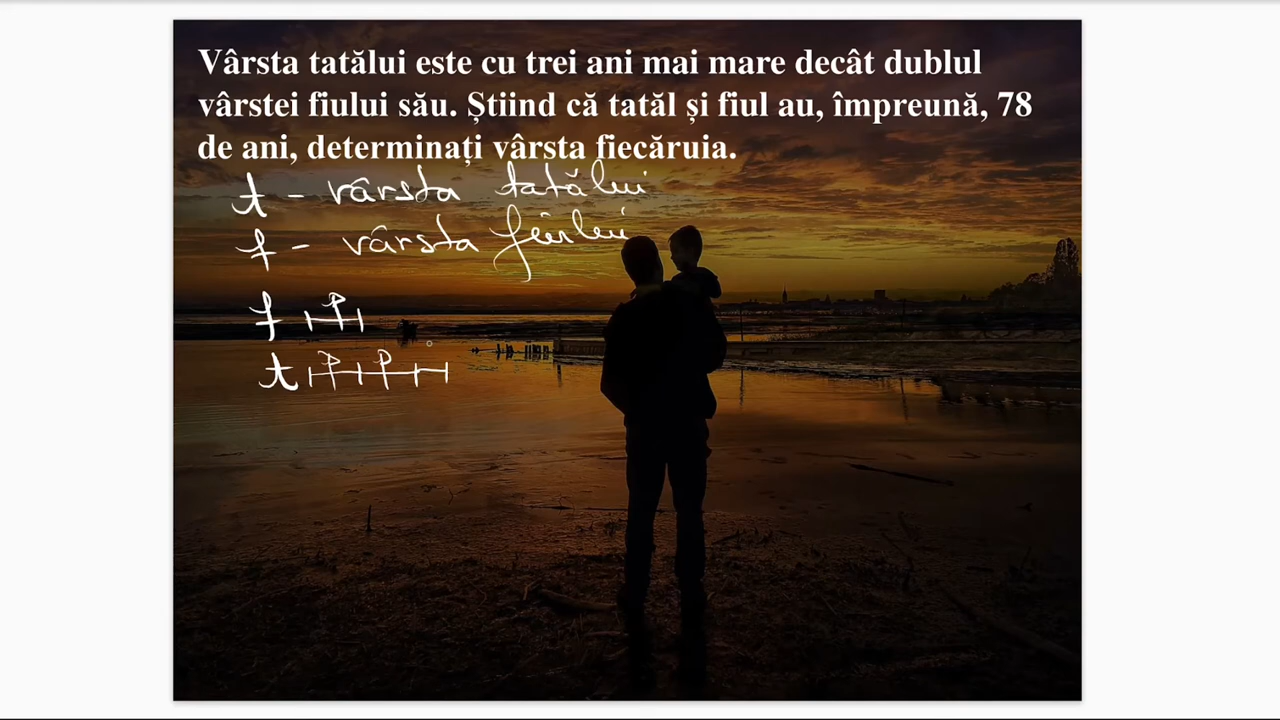 Vârsta tatălui este cu trei ani mai mare decât dublul
vârstei fiului său. Știind că tatăl și fiul au, împreună, 78
de ani, determinați vârsta fiecăruia.
t – vârsta tatălui
f – vârsta fiului
f P
t P P